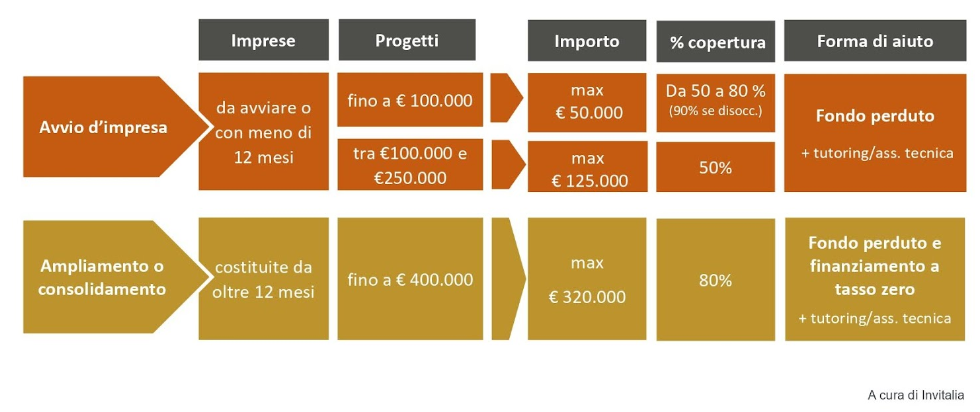 Imprese
Progetti
Importo
% copertura
Forma di aiuto
Avvio d'impresa
da avviare o
con meno di
12 mesi
fino a € 100.000
max
€ 50.000
Da 50 a 80 %
(90% se disocc.)
tra €100.000 e
€250.000
max
€ 125.000
50%
Fondo perduto
+ tutoring/ass. tecnica
Ampliamento o
consolidamento
costituite da
oltre 12 mesi
fino a € 400.000
max
€ 320.000
80%
Fondo perduto e
finanziamento a
tasso zero
+ tutoring/ass. tecnica
A cura di Invitalia